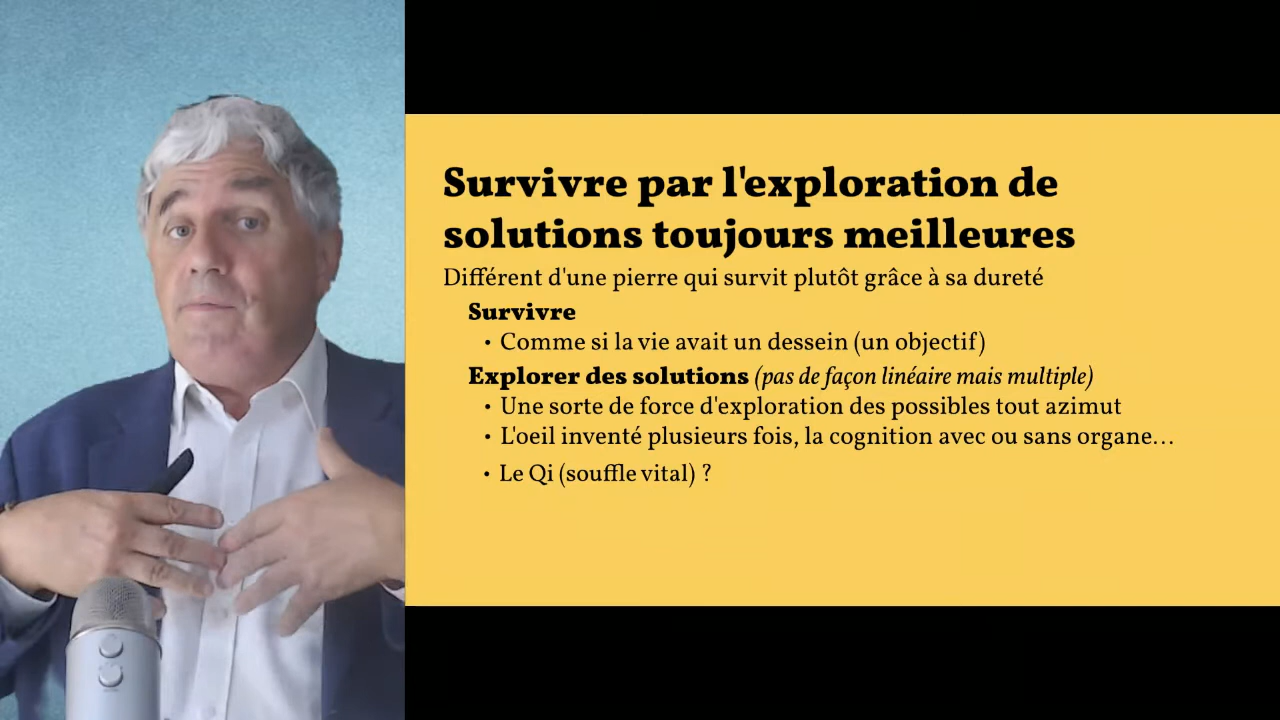 Survivre par l'exploration de
solutions toujours meilleures
Différent d'une pierre qui survit plutôt grâce à sa dureté
Survivre
• Comme si la vie avait un dessein (un objectif)
Explorer des solutions (pas de façon linéaire mais multiple)
• Une sorte de force d'exploration des possibles tout azimut
• L'oeil inventé plusieurs fois, la cognition avec ou sans organe…
• Le Qi (souffle vital) ?